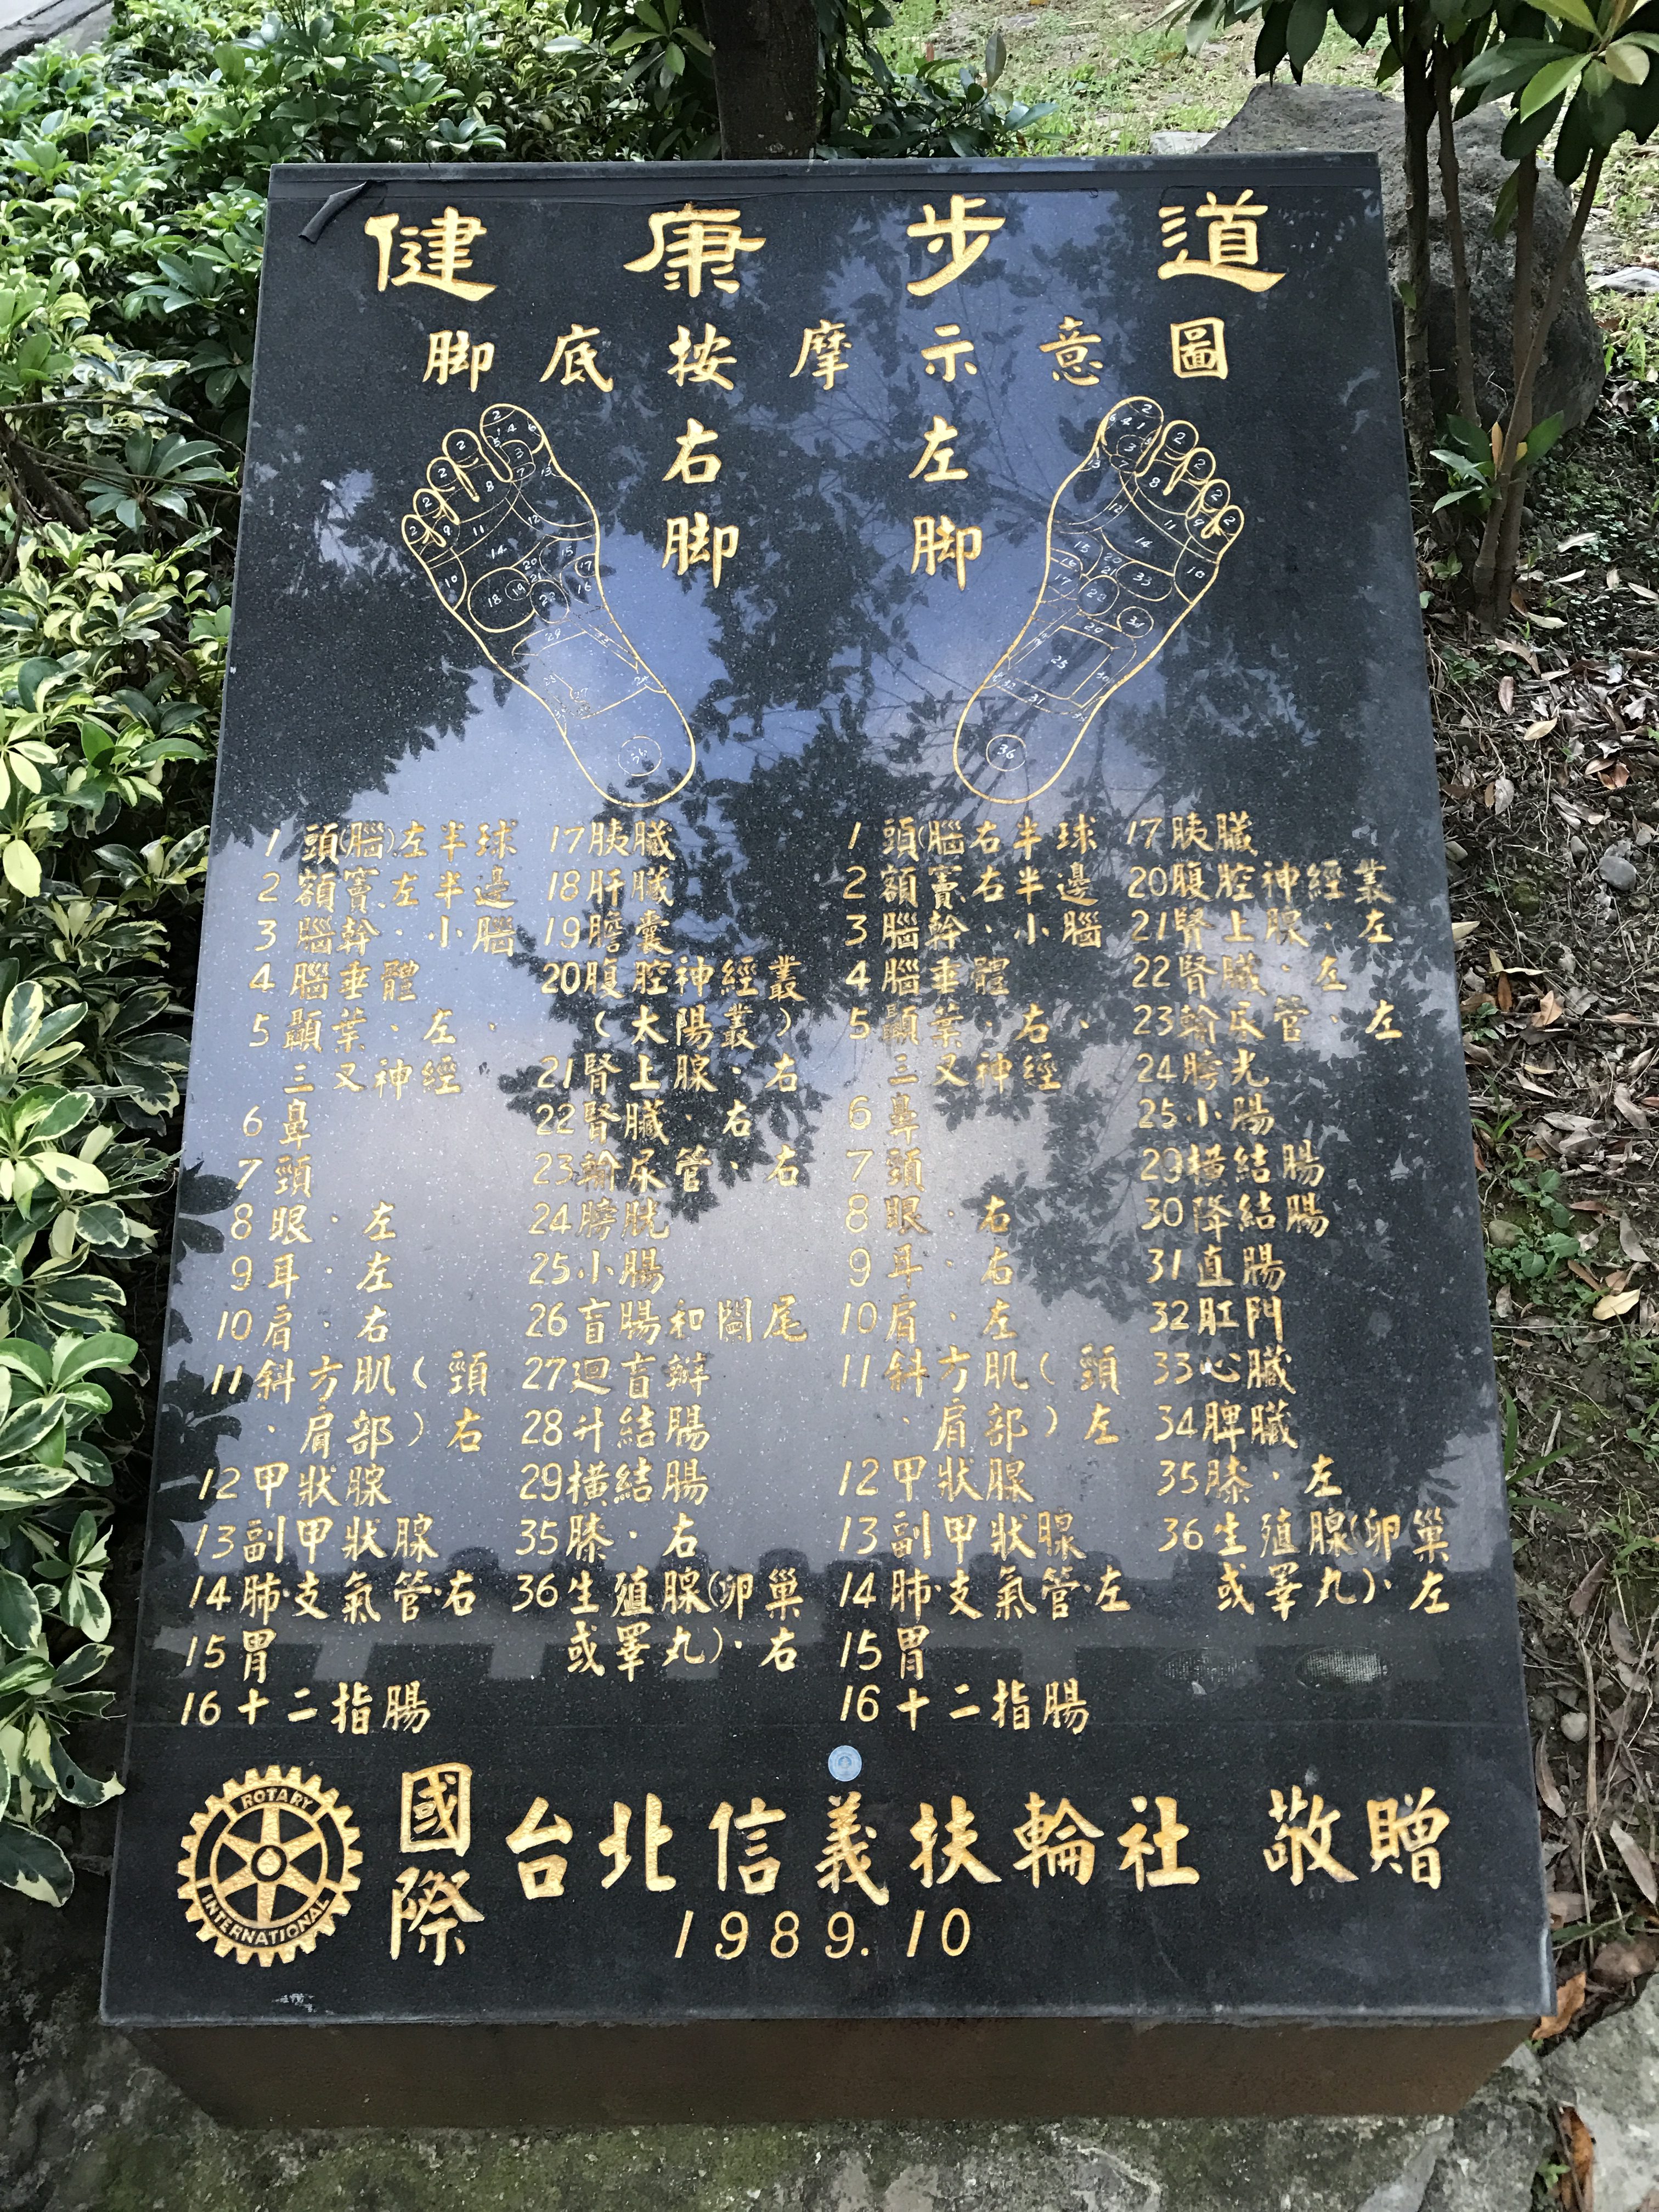 健康步道
脚底按摩示意圖
右脚
左脚
1 頭(腦)左半球
2 額竇左半邊
3 腦幹·小腦
4 腦垂體
5 顳葉、左、
三叉神經
6 鼻
7 頸
8 眼·左
9 耳·左
10 肩·右
11 斜方肌(頸
·肩部)右
12 甲狀腺
13 副甲狀腺
14 肺·支氣管·右
15 胃
16 十二指腸
17 胰臟
18 肝臟
19 膽囊
20 腹腔神經叢
(太陽叢)
21 腎上腺·右
22 腎臟·右
23 輸尿管、右
24 膀胱
25 小腸
26 盲腸和闌尾
27 迴盲瓣
28 升結腸
29 橫結腸
35 膝·右
36 生殖腺(卵巢
或睪丸)·右
1 頭(腦右半球
2 額竇右半邊
3 腦幹·小腦
4 腦垂體
5 顳葉·右、
三叉神經
6 鼻
7 頭
8 眼·右
9 耳·右
10 肩·左
11 斜方肌(頸
·肩部)左
12 甲狀腺
13 副甲狀腺
14 肺·支氣管·左
15 胃
16 十二指腸
17 胰臟
20 腹腔神經叢
21 腎上腺·左
22 腎臟·左
23 輸尿管·左
24 膀光
25 小腸
29 橫結腸
30 降結腸
31 直腸
32 肛門
33 心臟
34 脾臟
35 膝·左
36 生殖腺(卵巢
或睪丸)·左
ROTARY
INTERNATIONAL
國際
台北信義扶輪社 敬贈
1989.10